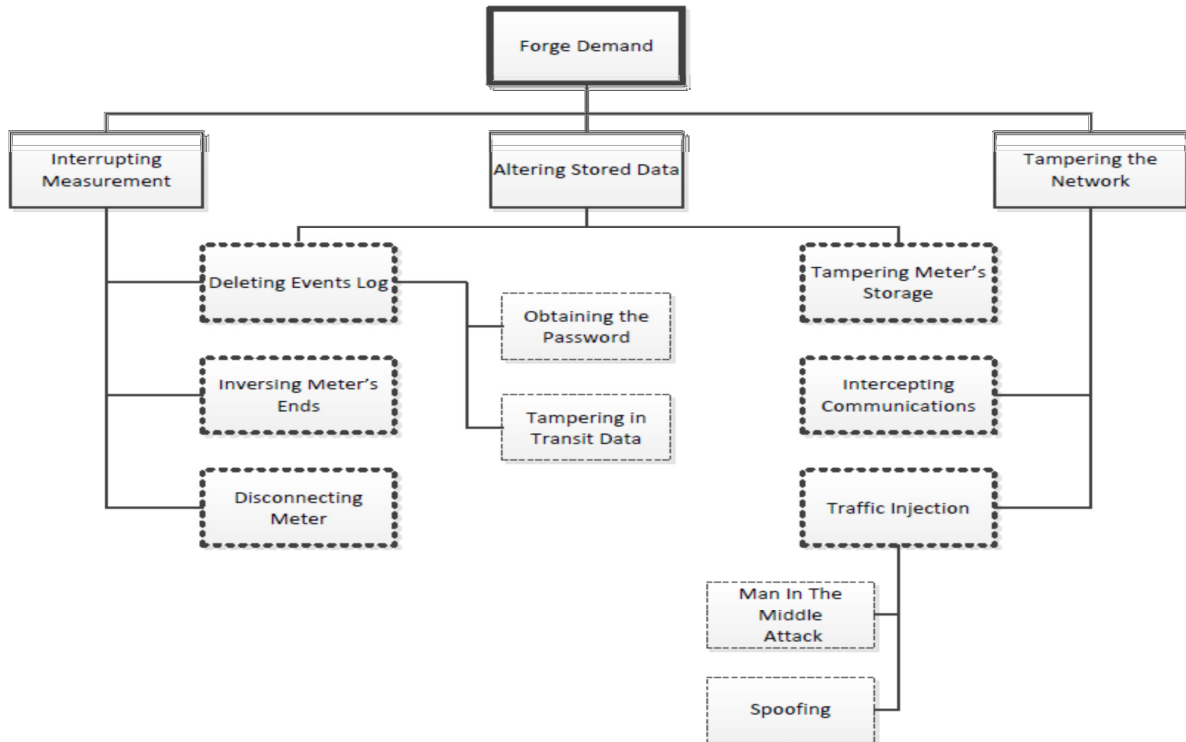 Forge Demand
Interrupting
Measurement
Altering Stored Data
Tampering the
Network
Deleting Events Log
Tampering Meter's
Storage
Obtaining the
Password
Inversing Meter's
Ends
Intercepting
Communications
Tampering in
Transit Data
Disconnecting
Meter
Traffic Injection
Man In The
Middle
Attack
Spoofing